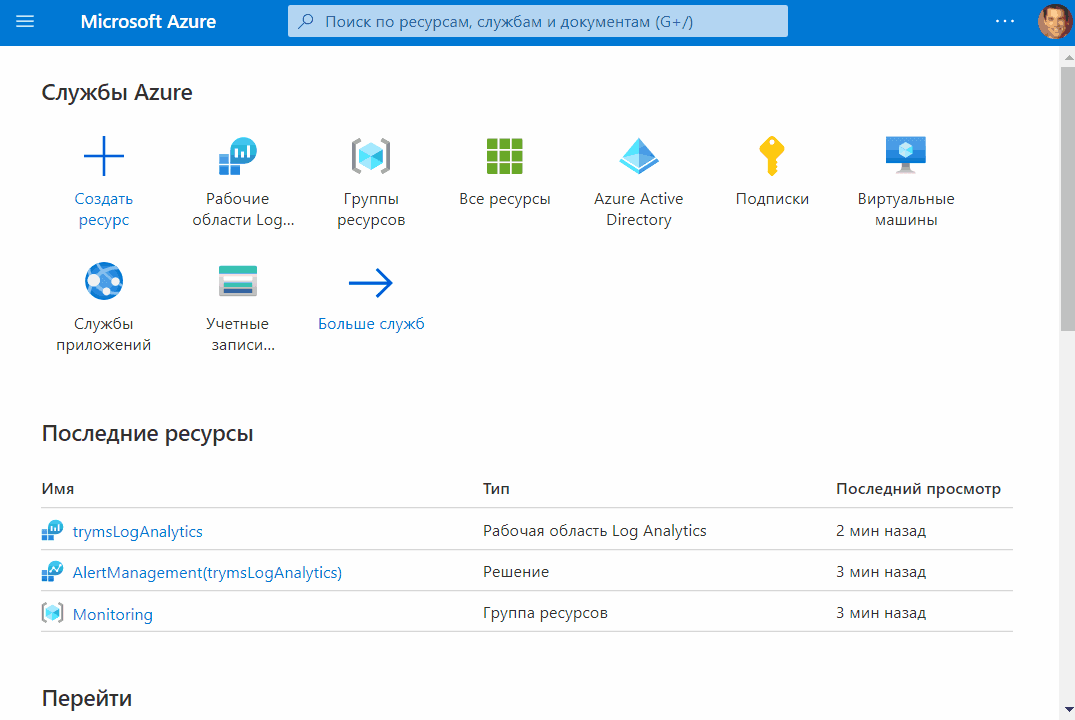 Microsoft Azure
Поиск по ресурсам, службам и документам (G+/)
...
Службы Azure
Создать
ресурс
Рабочие
области Log...
Группы
ресурсов
Все ресурсы
Azure Active
Directory
Подписки
Виртуальные
машины
Службы
приложений
Учетные
записи...
Больше служб
Последние ресурсы
Имя Тип Последний просмотр
trymsLogAnalytics Рабочая область Log Analytics 2 мин назад
AlertManagement(trymsLogAnalytics) Решение 3 мин назад
Monitoring Группа ресурсов 3 мин назад
Перейти